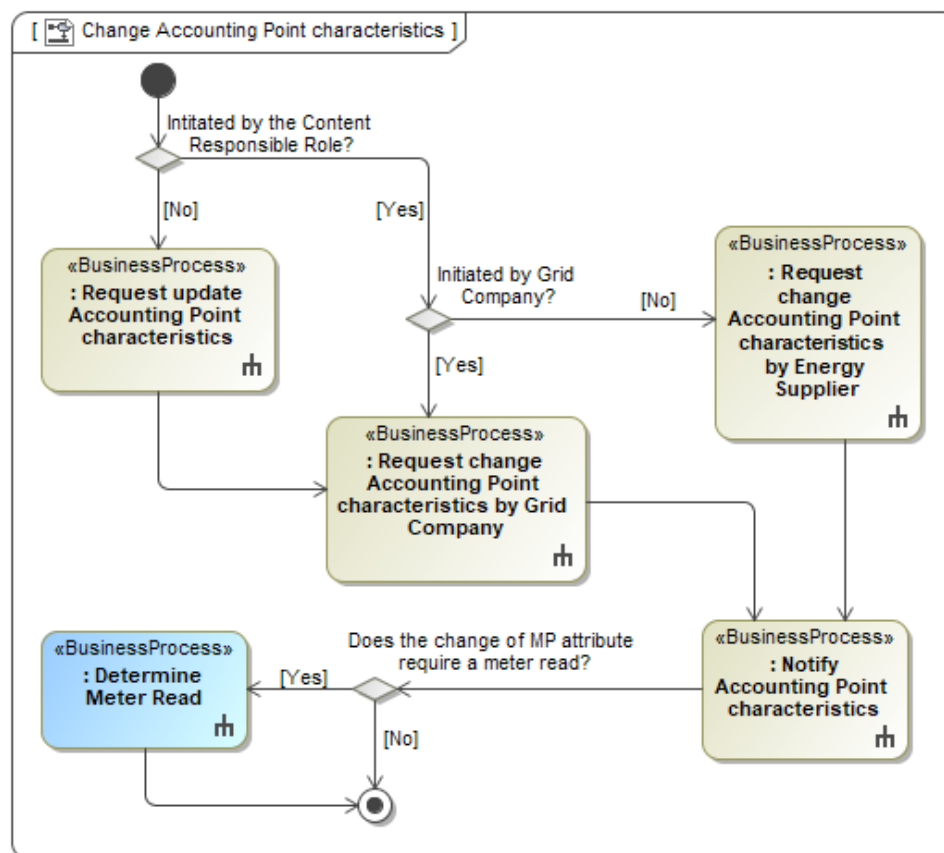 [ Change Accounting Point characteristics ]
Intitated by the Content
Responsible Role?
[No]
[Yes]
«BusinessProcess»
: Request update
Accounting Point
characteristics
Initiated by Grid
Company?
[No]
[Yes]
«BusinessProcess»
: Request
change
Accounting Point
characteristics
by Energy
Supplier
«BusinessProcess»
: Request change
Accounting Point
characteristics by Grid
Company
«BusinessProcess»
: Notify
Accounting Point
characteristics
Does the change of MP attribute
require a meter read?
[Yes]
[No]
«BusinessProcess»
: Determine
Meter Read